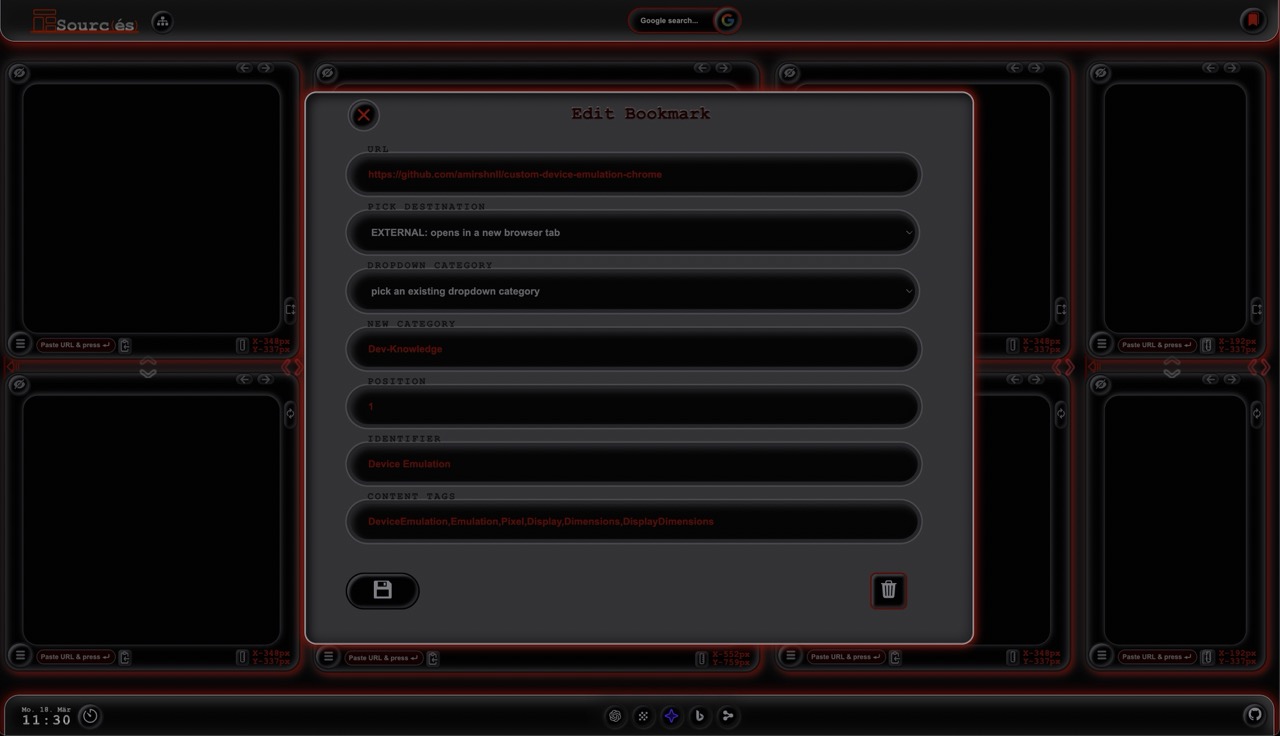 Sourc(és)
Google search...
Edit Bookmark
URL
https://github.com/amirshnll/custom-device-emulation-chrome
PICK DESTINATION
EXTERNAL: opens in a new browser tab
DROPDOWN CATEGORY
pick an existing dropdown category
NEW CATEGORY
Dev-Knowledge
POSITION
1
IDENTIFIER
Device Emulation
CONTENT TAGS
DeviceEmulation,Emulation,Pixel,Display,Dimensions,DisplayDimensions
Paste URL & press ↵
X-348px
Y-337px
X-348px
Y-337px
Paste URL & press ↵
X-192px
Y-337px
Paste URL & press ↵
X-348px
Y-337px
Paste URL & press ↵
X-552px
Y-759px
Paste URL & press ↵
X-348px
Y-337px
Paste URL & press ↵
X-192px
Y-337px
Mo. 18. Mär
11:30